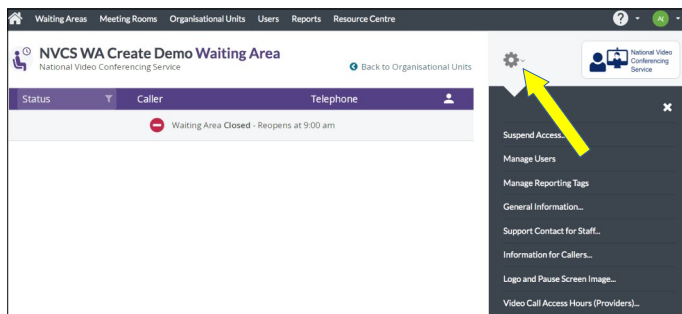 Waiting Areas Meeting Rooms Organisational Units Users Reports Resource Centre ?
NVCS WA Create Demo Waiting Area
National Video Conferencing Service
Back to Organisational Units
National Video
Conferencing
Service
Status Caller Telephone
Waiting Area Closed - Reopens at 9:00 am
Suspend Access...
Manage Users
Manage Reporting Tags
General Information...
Support Contact for Staff...
Information for Callers...
Logo and Pause Screen Image...
Video Call Access Hours (Providers)...